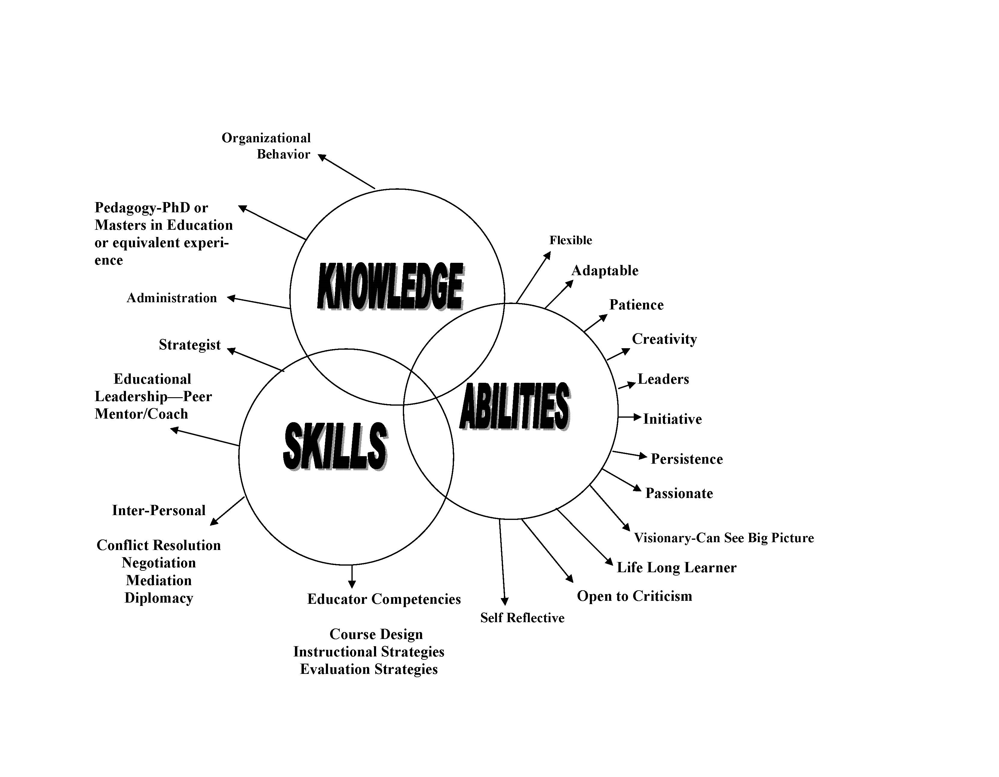 Organizational
Behavior
Pedagogy-PhD or
Masters in Education
or equivalent experi-
ence
Administration
KNOWLEDGE
Flexible
Adaptable
Patience
Creativity
Leaders
Initiative
Persistence
Passionate
Visionary-Can See Big Picture
Life Long Learner
Open to Criticism
Self Reflective
ABILITIES
Strategist
Educational
Leadership—Peer
Mentor/Coach
SKILLS
Inter-Personal
Conflict Resolution
Negotiation
Mediation
Diplomacy
Educator Competencies
Course Design
Instructional Strategies
Evaluation Strategies